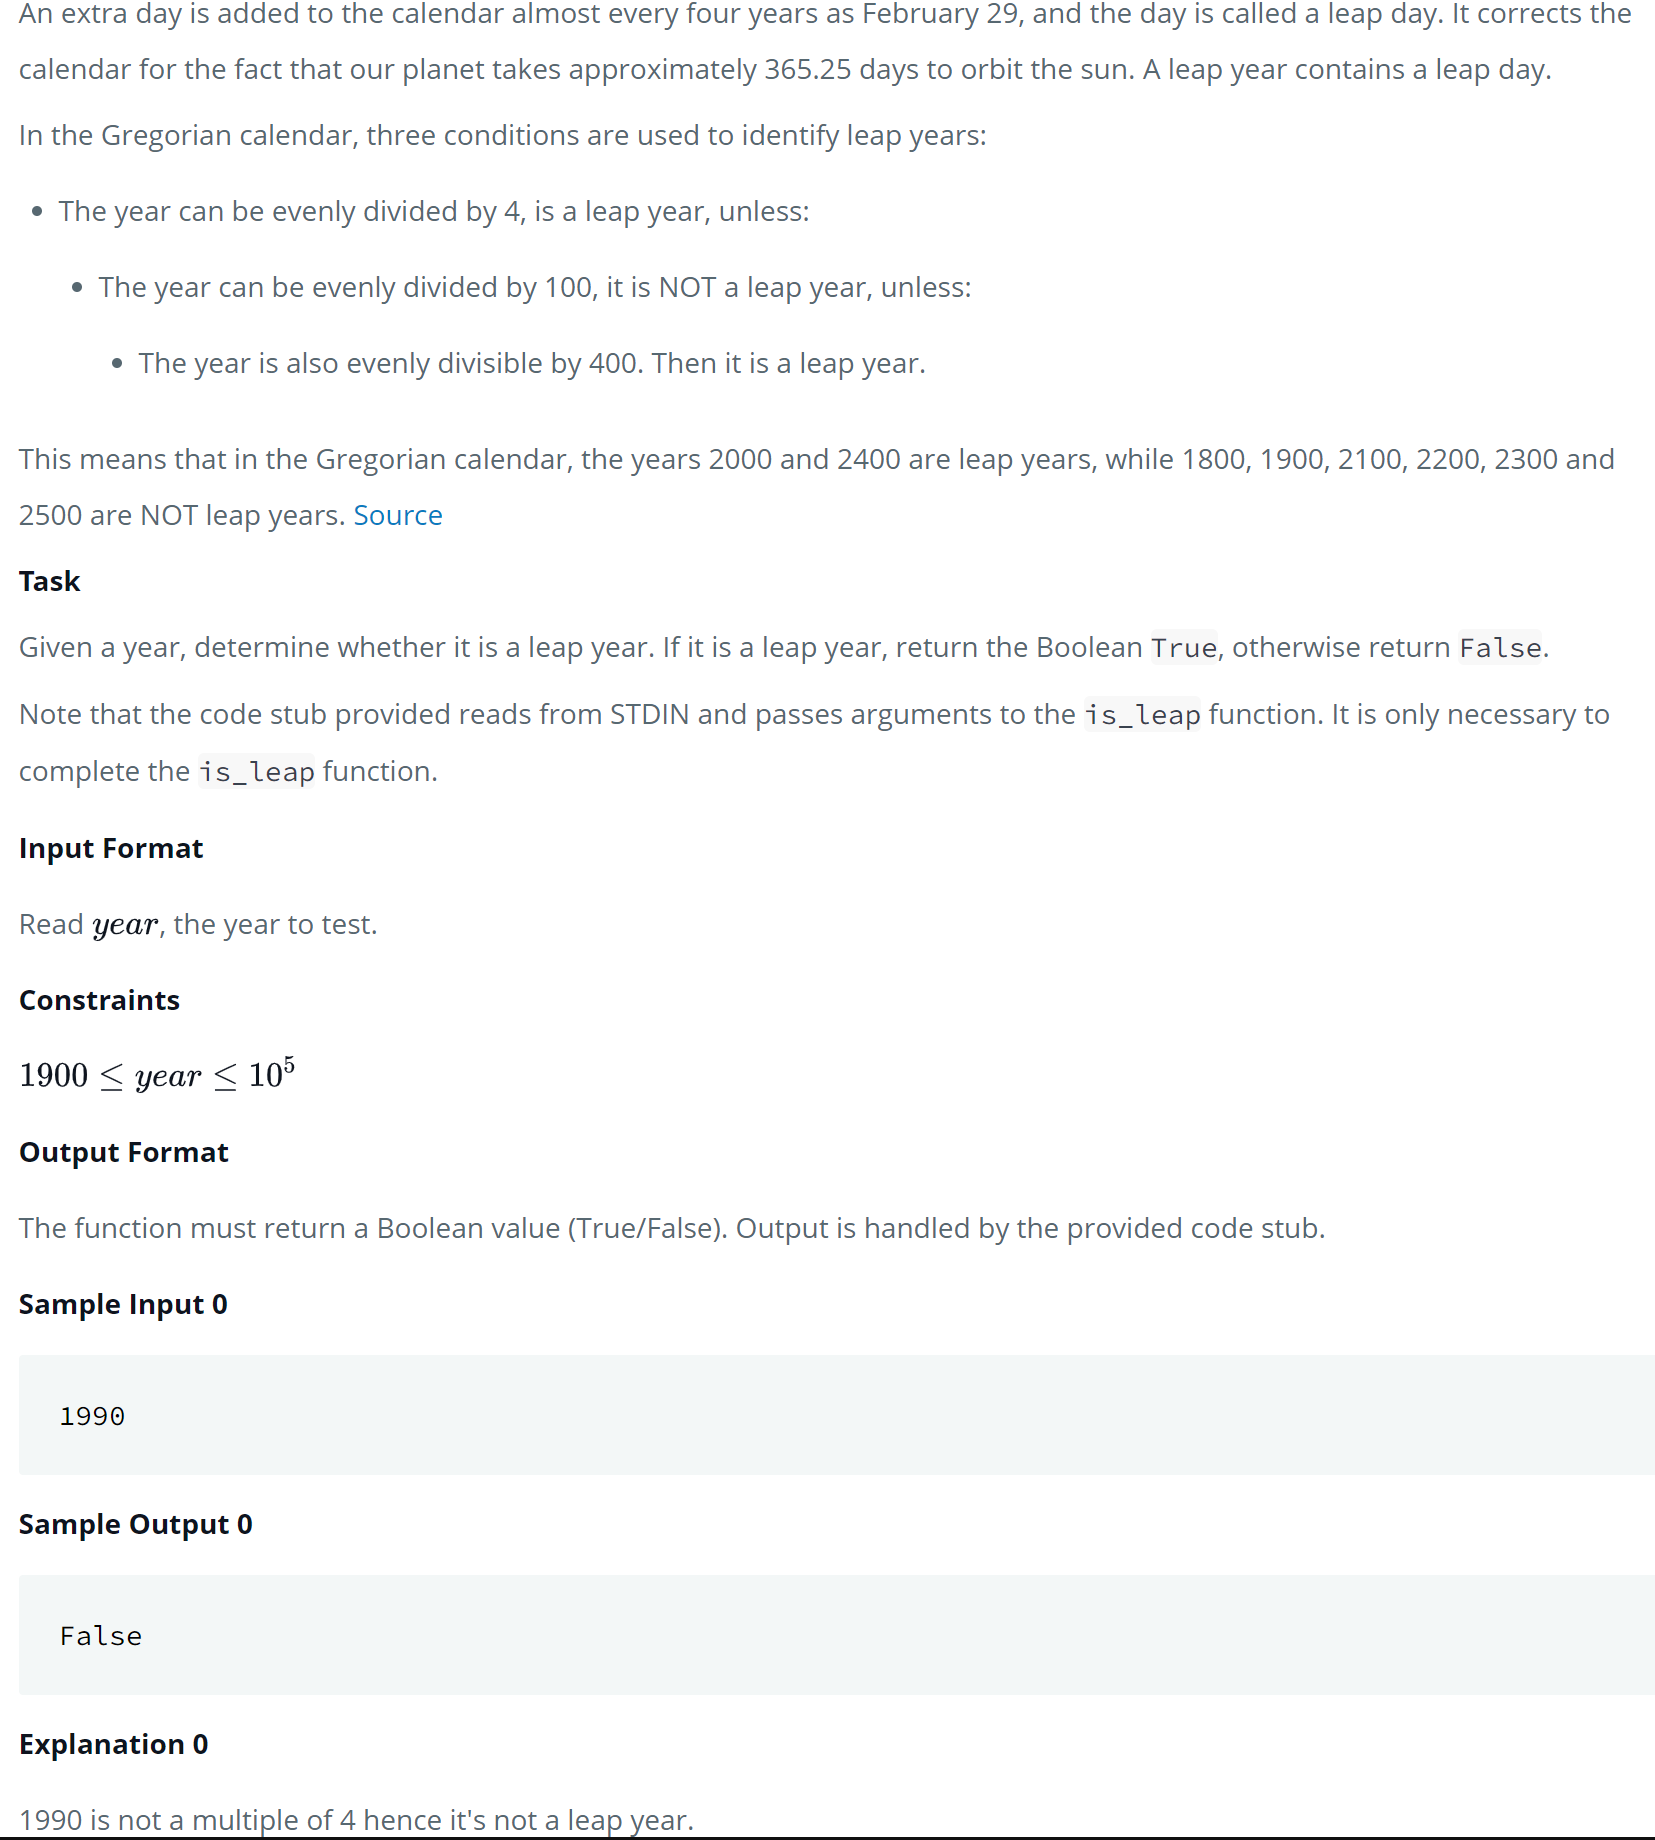 An extra day is added to the calendar almost every four years as February 29, and the day is called a leap day. It corrects the
calendar for the fact that our planet takes approximately 365.25 days to orbit the sun. A leap year contains a leap day.
In the Gregorian calendar, three conditions are used to identify leap years:
• The year can be evenly divided by 4, is a leap year, unless:
• The year can be evenly divided by 100, it is NOT a leap year, unless:
• The year is also evenly divisible by 400. Then it is a leap year.
This means that in the Gregorian calendar, the years 2000 and 2400 are leap years, while 1800, 1900, 2100, 2200, 2300 and
2500 are NOT leap years. Source
Task
Given a year, determine whether it is a leap year. If it is a leap year, return the Boolean True, otherwise return False.
Note that the code stub provided reads from STDIN and passes arguments to the is_leap function. It is only necessary to
complete the is_leap function.
Input Format
Read year, the year to test.
Constraints
1900 ≤ year ≤ 10⁵
Output Format
The function must return a Boolean value (True/False). Output is handled by the provided code stub.
Sample Input 0
1990
Sample Output 0
False
Explanation 0
1990 is not a multiple of 4 hence it's not a leap year.